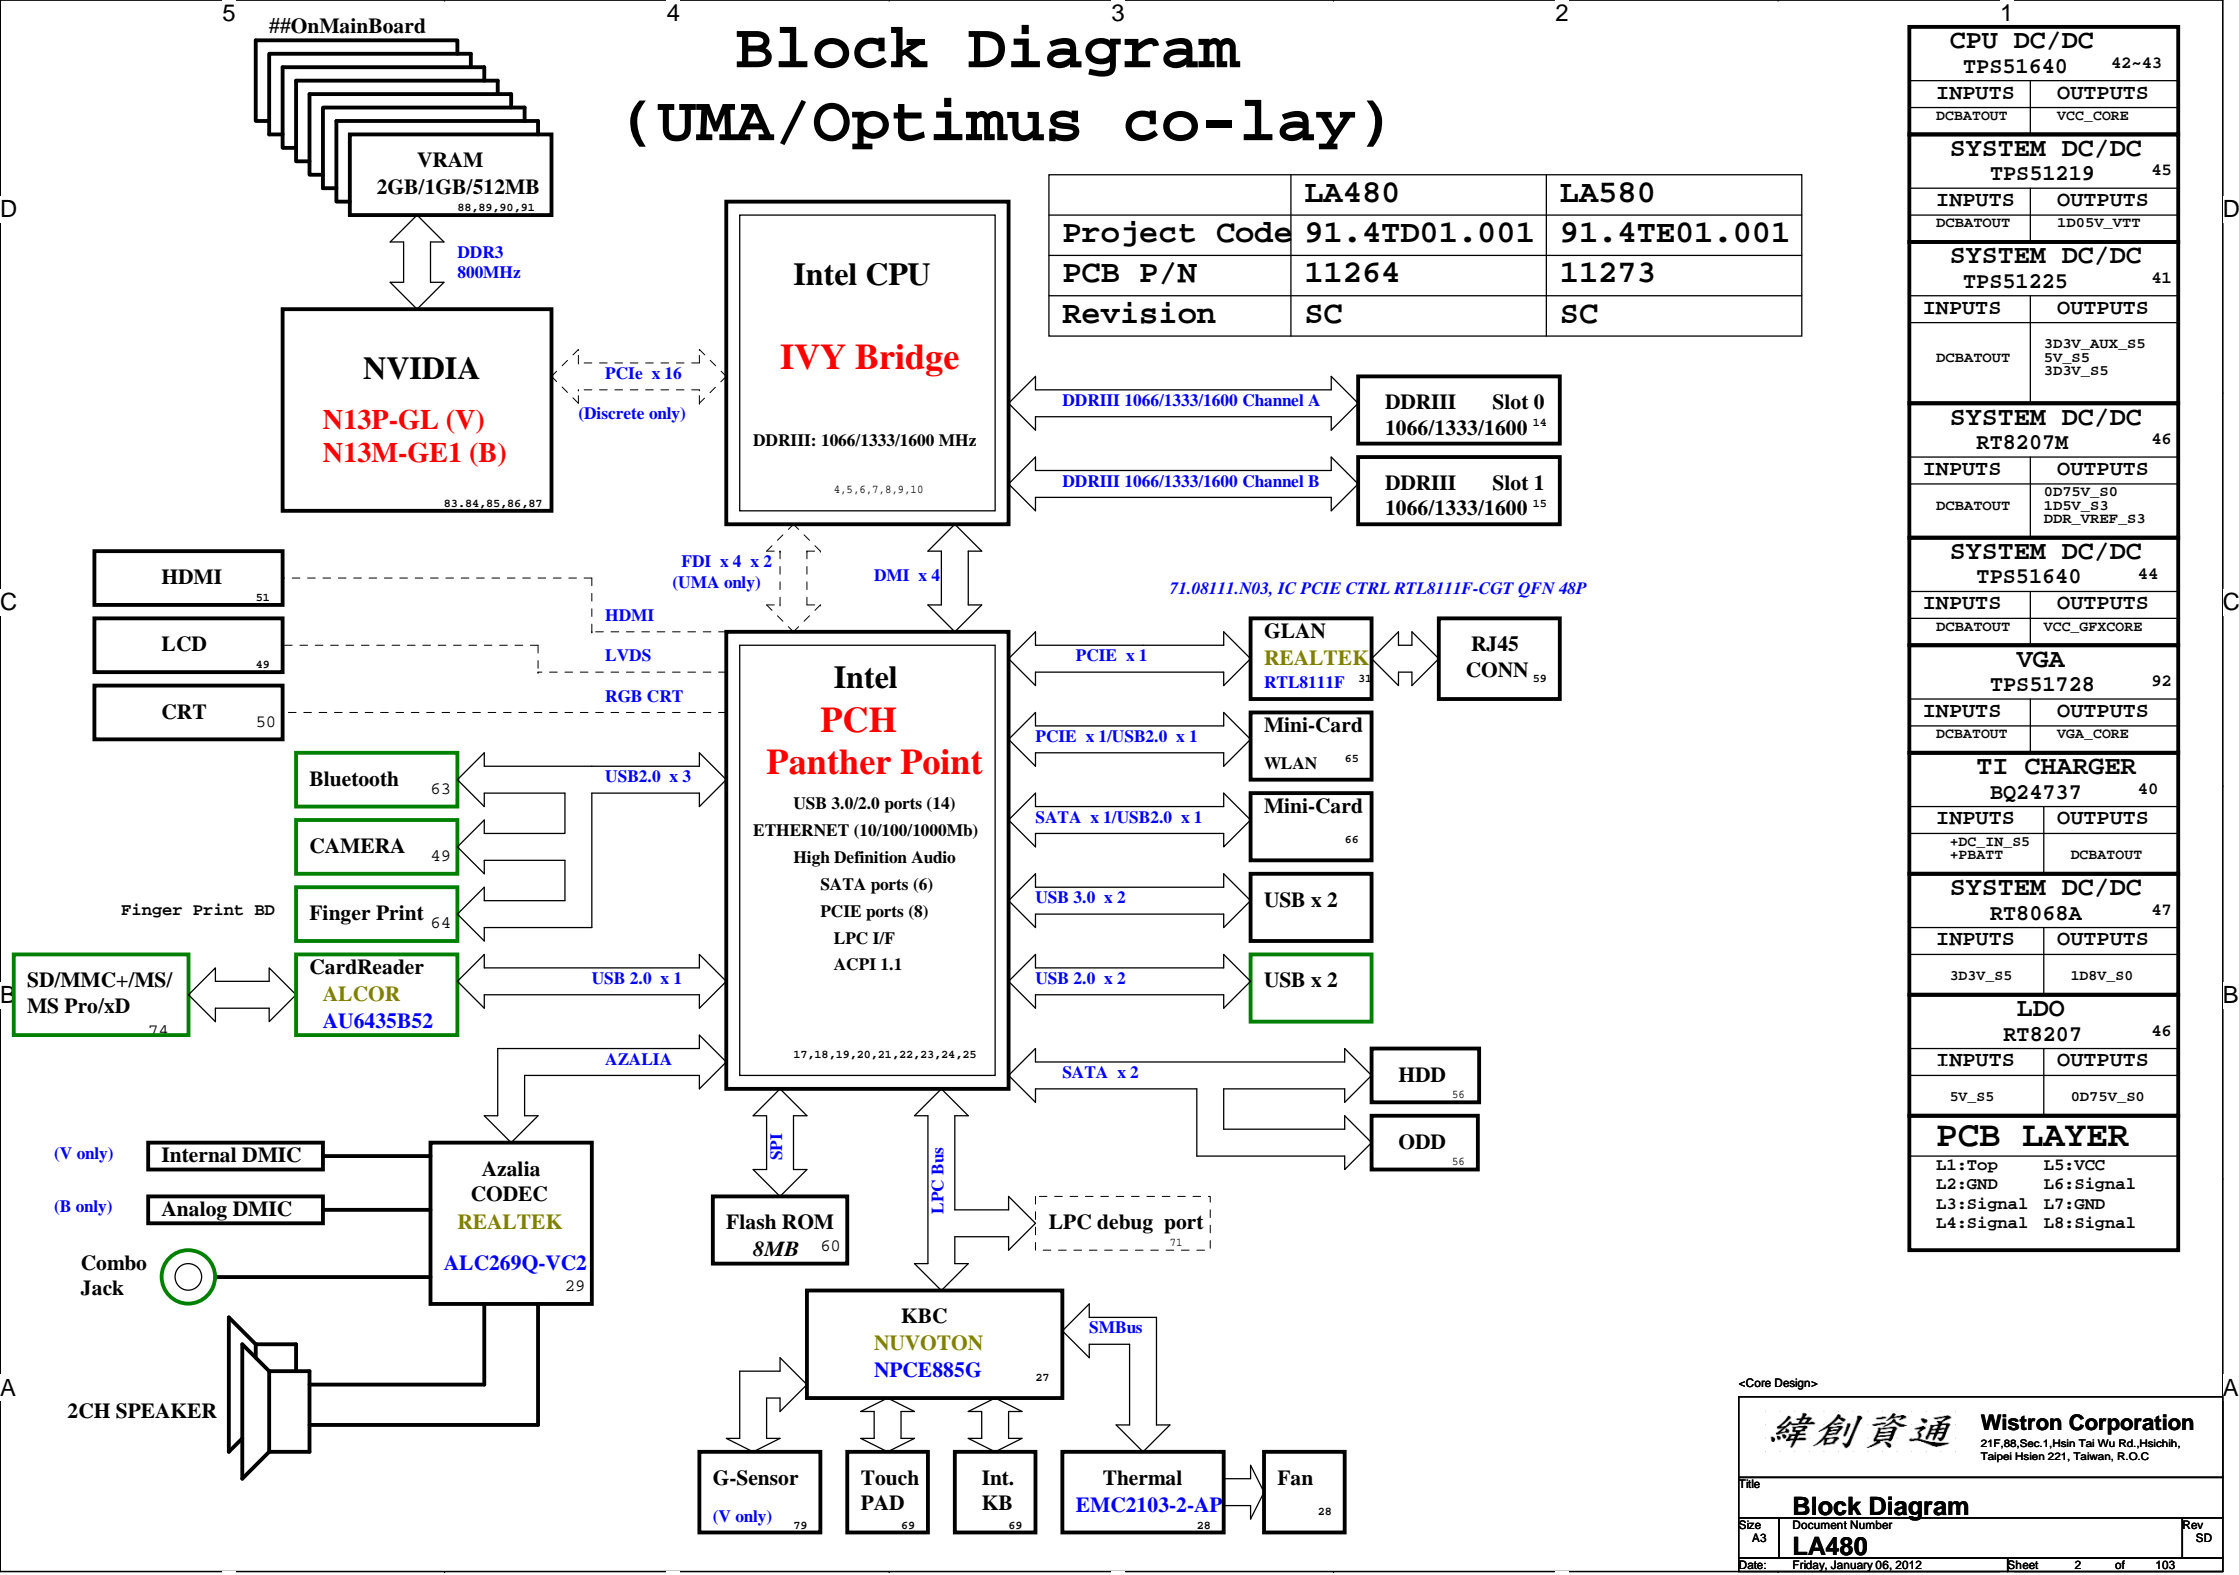 5 4 3 2 1
##OnMainBoard
Block Diagram
(UMA/Optimus co-lay)
VRAM
2GB/1GB/512MB
88,89,90,91
DDR3
800MHz
NVIDIA
N13P-GL (V)
N13M-GE1 (B)
83.84,85,86,87
PCIe x 16
(Discrete only)
Intel CPU
IVY Bridge
DDRIII: 1066/1333/1600 MHz
4,5,6,7,8,9,10
LA480 LA580
Project Code 91.4TD01.001 91.4TE01.001
PCB P/N 11264 11273
Revision SC SC
DDRIII 1066/1333/1600 Channel A
DDRIII Slot 0
1066/1333/1600 14
DDRIII 1066/1333/1600 Channel B
DDRIII Slot 1
1066/1333/1600 15
FDI x 4 x 2
(UMA only)
DMI x 4
HDMI
51
LCD
49
CRT 50
HDMI
LVDS
RGB CRT
Bluetooth 63
CAMERA 49
Finger Print BD
Finger Print 64
USB2.0 x 3
SD/MMC+/MS/
MS Pro/xD
74
CardReader
ALCOR
AU6435B52
USB 2.0 x 1
Intel
PCH
Panther Point
USB 3.0/2.0 ports (14)
ETHERNET (10/100/1000Mb)
High Definition Audio
SATA ports (6)
PCIE ports (8)
LPC I/F
ACPI 1.1
17,18,19,20,21,22,23,24,25
71.08111.N03, IC PCIE CTRL RTL8111F-CGT QFN 48P
PCIE x 1
GLAN
REALTEK
RTL8111F 31
RJ45
CONN 59
PCIE x 1/USB2.0 x 1
Mini-Card
WLAN 65
SATA x 1/USB2.0 x 1
Mini-Card
66
USB 3.0 x 2
USB x 2
USB 2.0 x 2
USB x 2
SATA x 2
HDD
56
ODD
56
AZALIA
(V only)
Internal DMIC
(B only)
Analog DMIC
Combo
Jack
2CH SPEAKER
Azalia
CODEC
REALTEK
ALC269Q-VC2
29
SPI
Flash ROM
8MB 60
LPC Bus
LPC debug port
71
KBC
NUVOTON
NPCE885G
27
SMBus
G-Sensor
(V only) 79
Touch
PAD
69
Int.
KB
69
Thermal
EMC2103-2-AP
28
Fan
28
CPU DC/DC
TPS51640 42~43
INPUTS OUTPUTS
DCBATOUT VCC_CORE
SYSTEM DC/DC
TPS51219 45
INPUTS OUTPUTS
DCBATOUT 1D05V_VTT
SYSTEM DC/DC
TPS51225 41
INPUTS OUTPUTS
3D3V_AUX_S5
DCBATOUT 5V_S5
3D3V_S5
SYSTEM DC/DC
RT8207M 46
INPUTS OUTPUTS
0D75V_S0
DCBATOUT 1D5V_S3
DDR_VREF_S3
SYSTEM DC/DC
TPS51640 44
INPUTS OUTPUTS
DCBATOUT VCC_GFXCORE
VGA
TPS51728 92
INPUTS OUTPUTS
DCBATOUT VGA_CORE
TI CHARGER
BQ24737 40
INPUTS OUTPUTS
+DC_IN_S5
+PBATT DCBATOUT
SYSTEM DC/DC
RT8068A 47
INPUTS OUTPUTS
3D3V_S5 1D8V_S0
LDO
RT8207 46
INPUTS OUTPUTS
5V_S5 0D75V_S0
PCB LAYER
L1:Top L5:VCC
L2:GND L6:Signal
L3:Signal L7:GND
L4:Signal L8:Signal
D D
C C
B B
A A
<Core Design>
緯創資通
Wistron Corporation
21F,88,Sec.1,Hsin Tai Wu Rd.,Hsichih,
Taipei Hsien 221, Taiwan, R.O.C
Title
Block Diagram
Size Document Number Rev
A3 LA480 SD
Date: Friday, January 06, 2012 Sheet 2 of 103